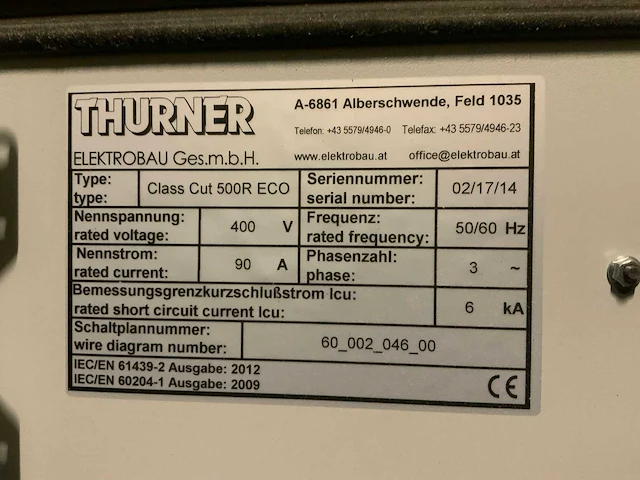 THURNER
ELEKTROBAU Ges.m.b.H.
A-6861 Alberschwende, Feld 1035
Telefon: +43 5579/4946-0 Telefax: +43 5579/4946-23
www.elektrobau.at office@elektrobau.at
Type:
type:
Class Cut 500R ECO
Seriennummer:
serial number:
02/17/14
Nennspannung:
rated voltage:
400 V
Frequenz:
rated frequency:
50/60 Hz
Nennstrom:
rated current:
90 A
Phasenzahl:
phase:
3 ~
Bemessungsgrenzkurzschlußstrom Icu:
rated short circuit current Icu:
6 kA
Schaltplannummer:
wire diagram number:
60_002_046_00
IEC/EN 61439-2 Ausgabe: 2012
IEC/EN 60204-1 Ausgabe: 2009
CE